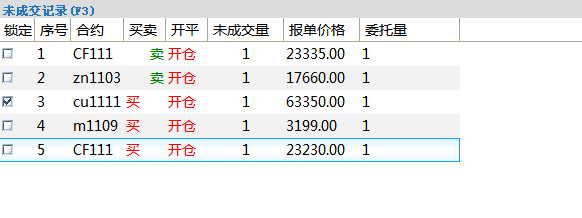 未成交记录(F3)
锁定 序号 合约 买卖 开平 未成交量 报单价格 委托量
1 CF111 卖 开仓 1 23335.00 1
2 zn1103 卖 开仓 1 17660.00 1
3 cu1111 买 开仓 1 63350.00 1
4 m1109 买 开仓 1 3199.00 1
5 CF111 买 开仓 1 23230.00 1